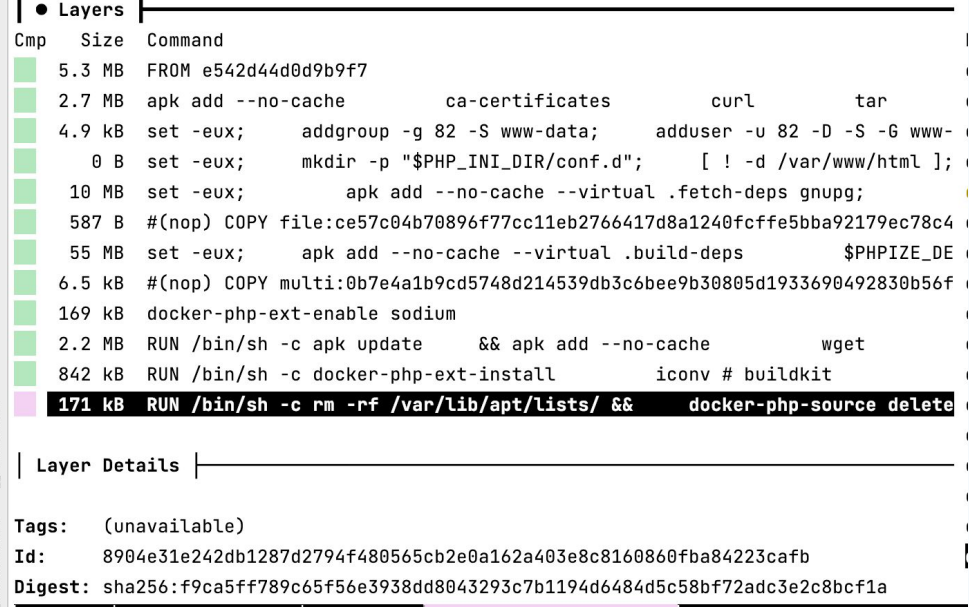 ● Layers
Cmp Size Command
5.3 MB FROM e542d44d0d9b9f7
2.7 MB apk add --no-cache ca-certificates curl tar
4.9 kB set -eux; addgroup -g 82 -S www-data; adduser -u 82 -D -S -G www-
0 B set -eux; mkdir -p "$PHP_INI_DIR/conf.d"; [ ! -d /var/www/html ];
10 MB set -eux; apk add --no-cache --virtual .fetch-deps gnupg;
587 B #(nop) COPY file:ce57c04b70896f77cc11eb2766417d8a1240fcffe5bba92179ec78c4
55 MB set -eux; apk add --no-cache --virtual .build-deps $PHPIZE_DE
6.5 kB #(nop) COPY multi:0b7e4a1b9cd5748d214539db3c6bee9b30805d1933690492830b56f
169 kB docker-php-ext-enable sodium
2.2 MB RUN /bin/sh -c apk update && apk add --no-cache wget
842 kB RUN /bin/sh -c docker-php-ext-install iconv # buildkit
171 kB RUN /bin/sh -c rm -rf /var/lib/apt/lists/ && docker-php-source delete
Layer Details
Tags: (unavailable)
Id: 8904e31e242db1287d2794f480565cb2e0a162a403e8c8160860fba84223cafb
Digest: sha256:f9ca5ff789c65f56e3938dd8043293c7b1194d6484d5c58bf72adc3e2c8bcf1a